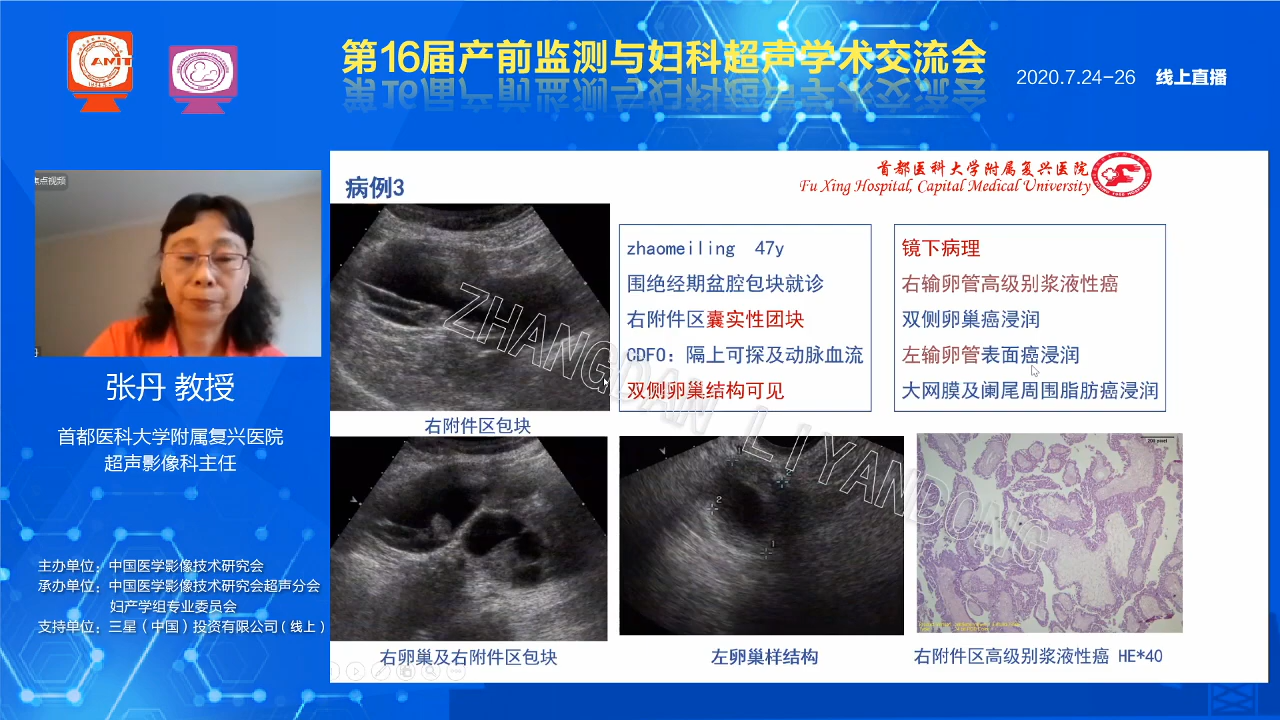 CAMIT
第16届产前监测与妇科超声学术交流会
2020.7.24-26 线上直播
焦点视频
张丹 教授
首都医科大学附属复兴医院
超声影像科主任
主办单位：中国医学影像技术研究会
承办单位：中国医学影像技术研究会超声分会
妇产学组专业委员会
支持单位：三星（中国）投资有限公司（线上）
首都医科大学附属复兴医院
Fu Xing Hospital, Capital Medical University
病例3
zhaomeiling 47y
围绝经期盆腔包块就诊
右附件区囊实性团块
CDFO：隔上可探及动脉血流
双侧卵巢结构可见
镜下病理
右输卵管高级别浆液性癌
双侧卵巢癌浸润
左输卵管表面癌浸润
大网膜及阑尾周围脂肪癌浸润
ZHANGDAN LIYANDONG
右附件区包块
右卵巢及右附件区包块
左卵巢样结构
右附件区高级别浆液性癌 HE*40